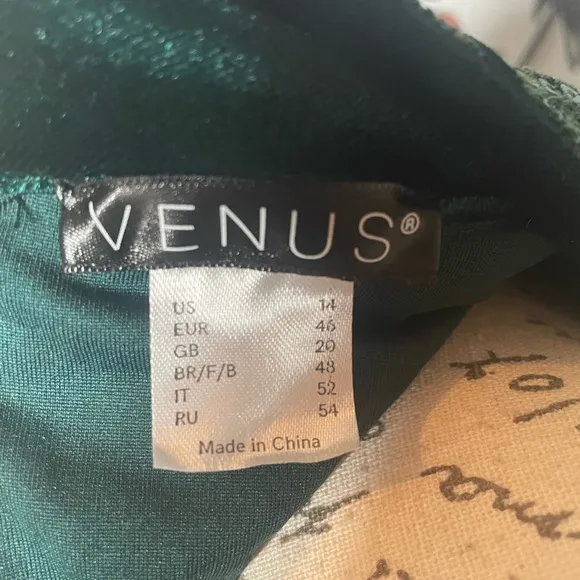 VENUS®
US 14
EUR 46
GB 20
BR/F/B 48
IT 52
RU 54
Made in China